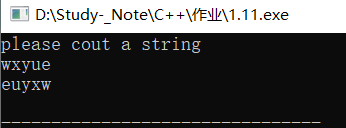 D:\Study-_Note\C++\作业\1.11.exe
please cout a string
wxyue
euyxw
--------------------------------